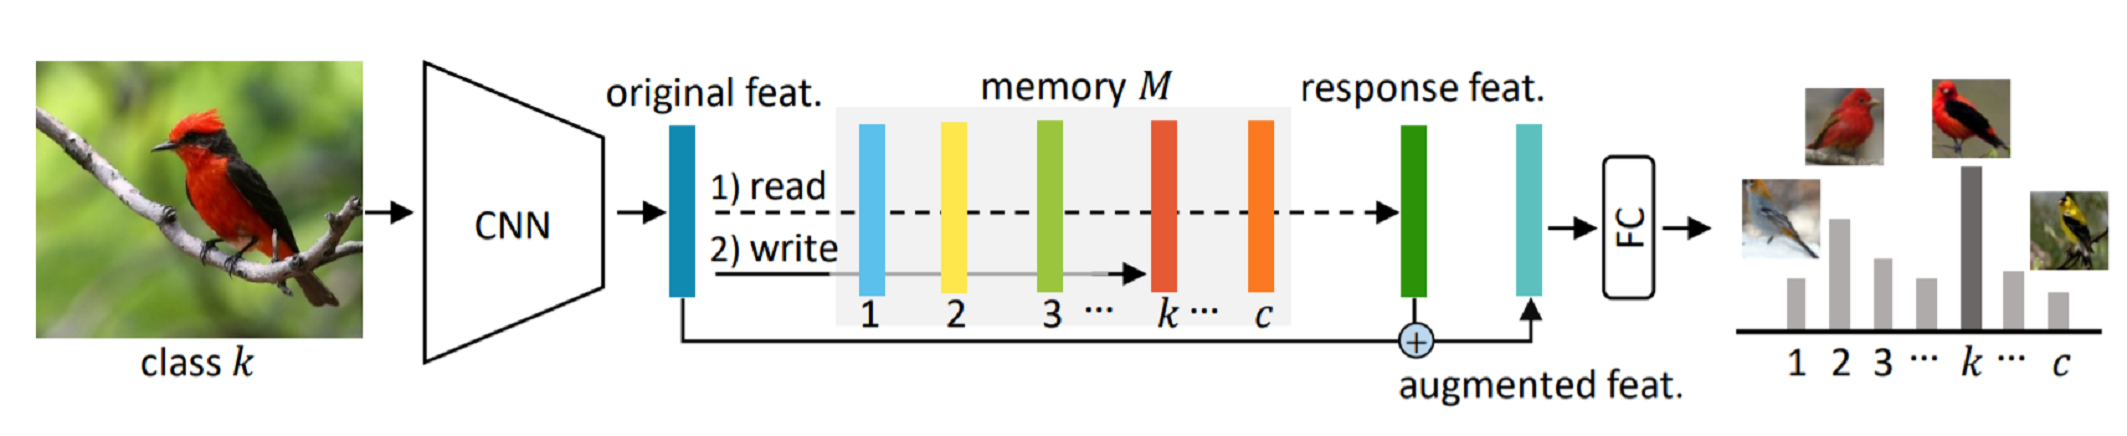 class k
CNN
original feat.
1) read
2) write
memory M
1 2 3 ... k ... c
response feat.
+
augmented feat.
FC
1 2 3 ... k ... c